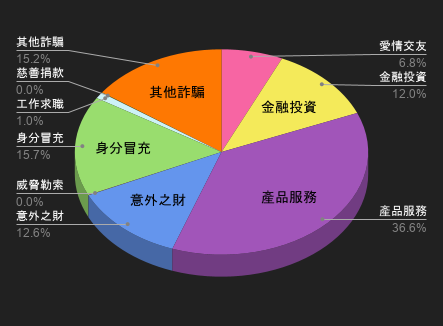 其他詐騙
15.2%
慈善捐款
0.0%
工作求職
1.0%
身分冒充
15.7%
威脅勒索
0.0%
意外之財
12.6%
愛情交友
6.8%
金融投資
12.0%
產品服務
36.6%
其他詐騙
金融投資
身分冒充
意外之財
產品服務